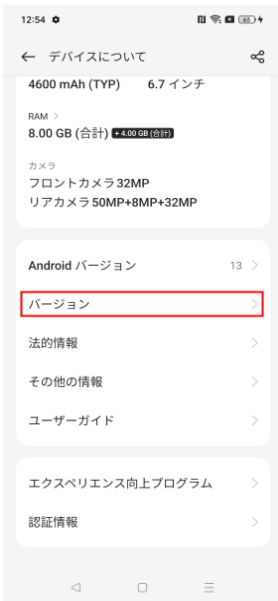 12:54
63
デバイスについて
4600 mAh (TYP) 6.7 インチ
RAM
8.00 GB (合計) +4.00 GB (合計)
カメラ
フロントカメラ 32MP
リアカメラ 50MP+8MP+32MP
Android バージョン 13
バージョン
法的情報
その他の情報
ユーザーガイド
エクスペリエンス向上プログラム
認証情報